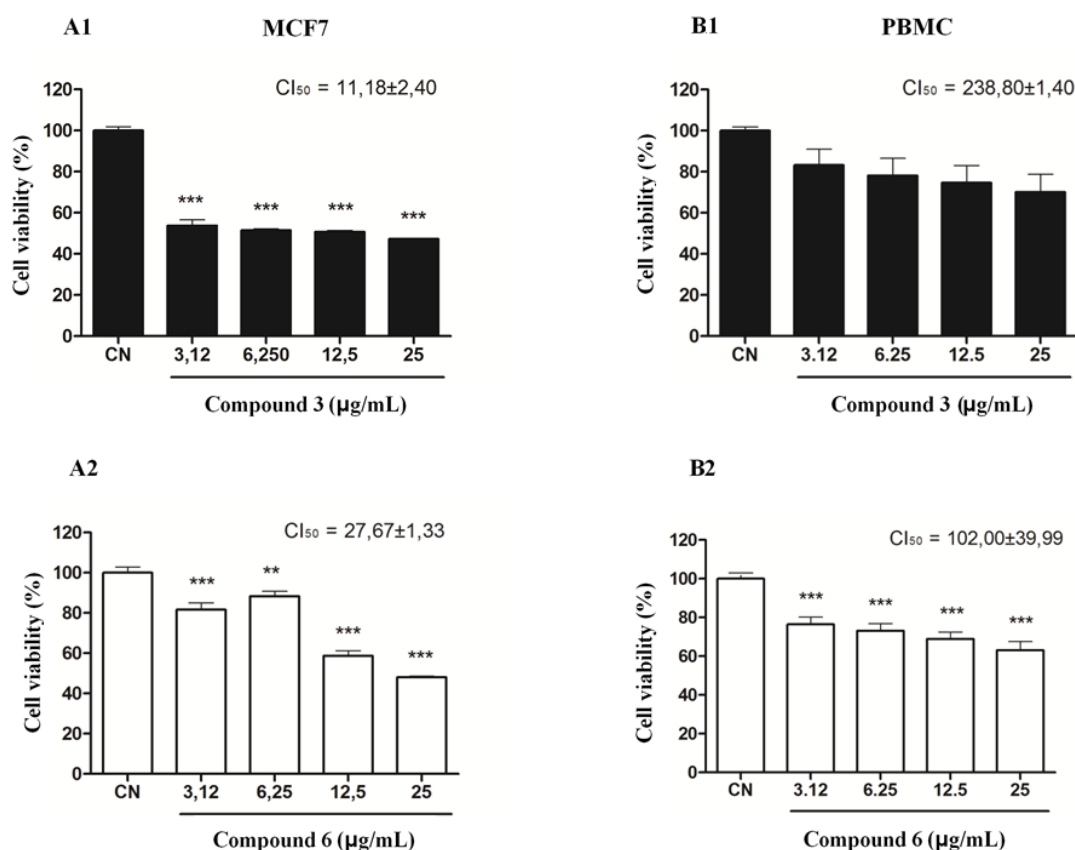 A1 MCF7
CI50 = 11,18±2,40
Cell viability (%)
120
100
80
60
40
20
0
*** *** *** ***
CN 3,12 6,250 12,5 25
Compound 3 (µg/mL)
B1 PBMC
CI50 = 238,80±1,40
Cell viability (%)
120
100
80
60
40
20
0
CN 3.12 6.25 12.5 25
Compound 3 (µg/mL)
A2
CI50 = 27,67±1,33
Cell viability (%)
120
100
80
60
40
20
0
*** ** *** ***
CN 3,12 6,25 12,5 25
Compound 6 (µg/mL)
B2
CI50 = 102,00±39,99
Cell viability (%)
120
100
80
60
40
20
0
*** *** *** ***
CN 3.12 6.25 12.5 25
Compound 6 (µg/mL)